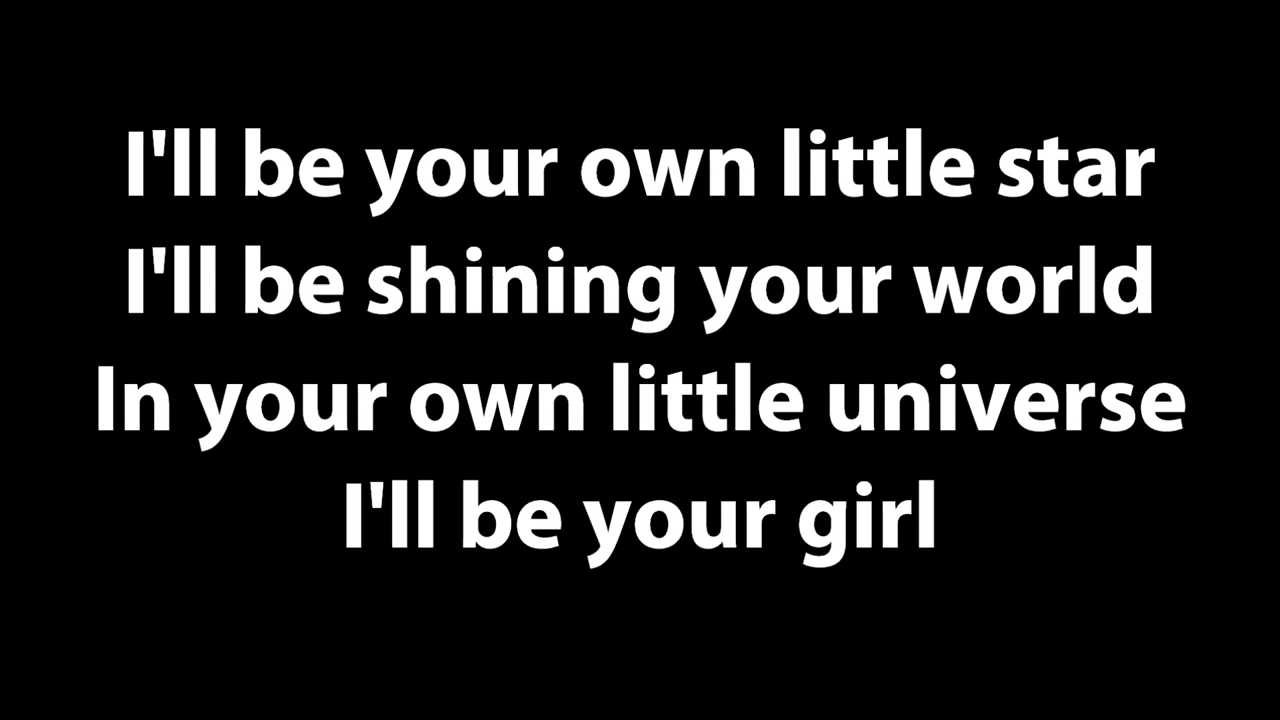 I'll be your own little star
I'll be shining your world
In your own little universe
I'll be your girl